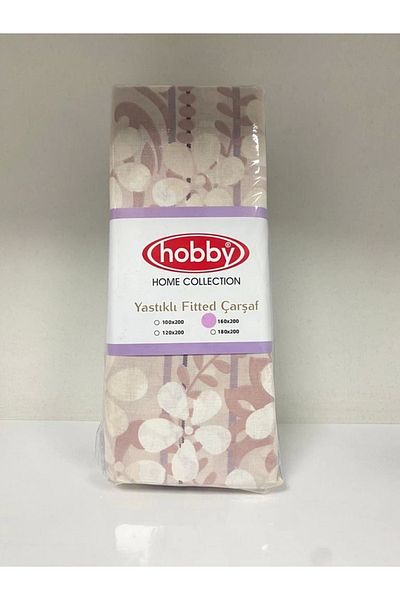 hobby®
HOME COLLECTION
Yastıklı Fitted Çarşaf
100x200 160x200
120x200 180x200